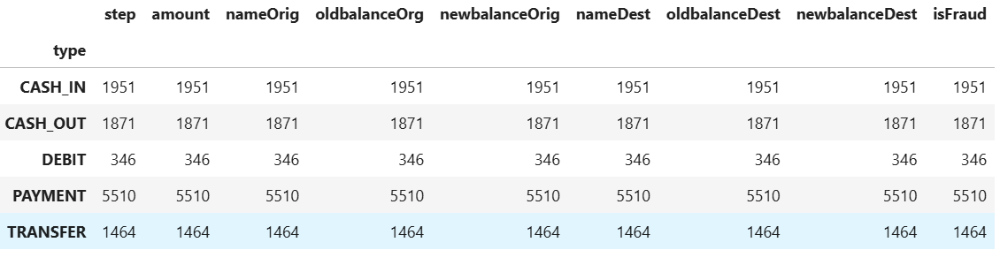 step amount nameOrig oldbalanceOrg newbalanceOrig nameDest oldbalanceDest newbalanceDest isFraud
type
CASH_IN 1951 1951 1951 1951 1951 1951 1951 1951 1951
CASH_OUT 1871 1871 1871 1871 1871 1871 1871 1871 1871
DEBIT 346 346 346 346 346 346 346 346 346
PAYMENT 5510 5510 5510 5510 5510 5510 5510 5510 5510
TRANSFER 1464 1464 1464 1464 1464 1464 1464 1464 1464